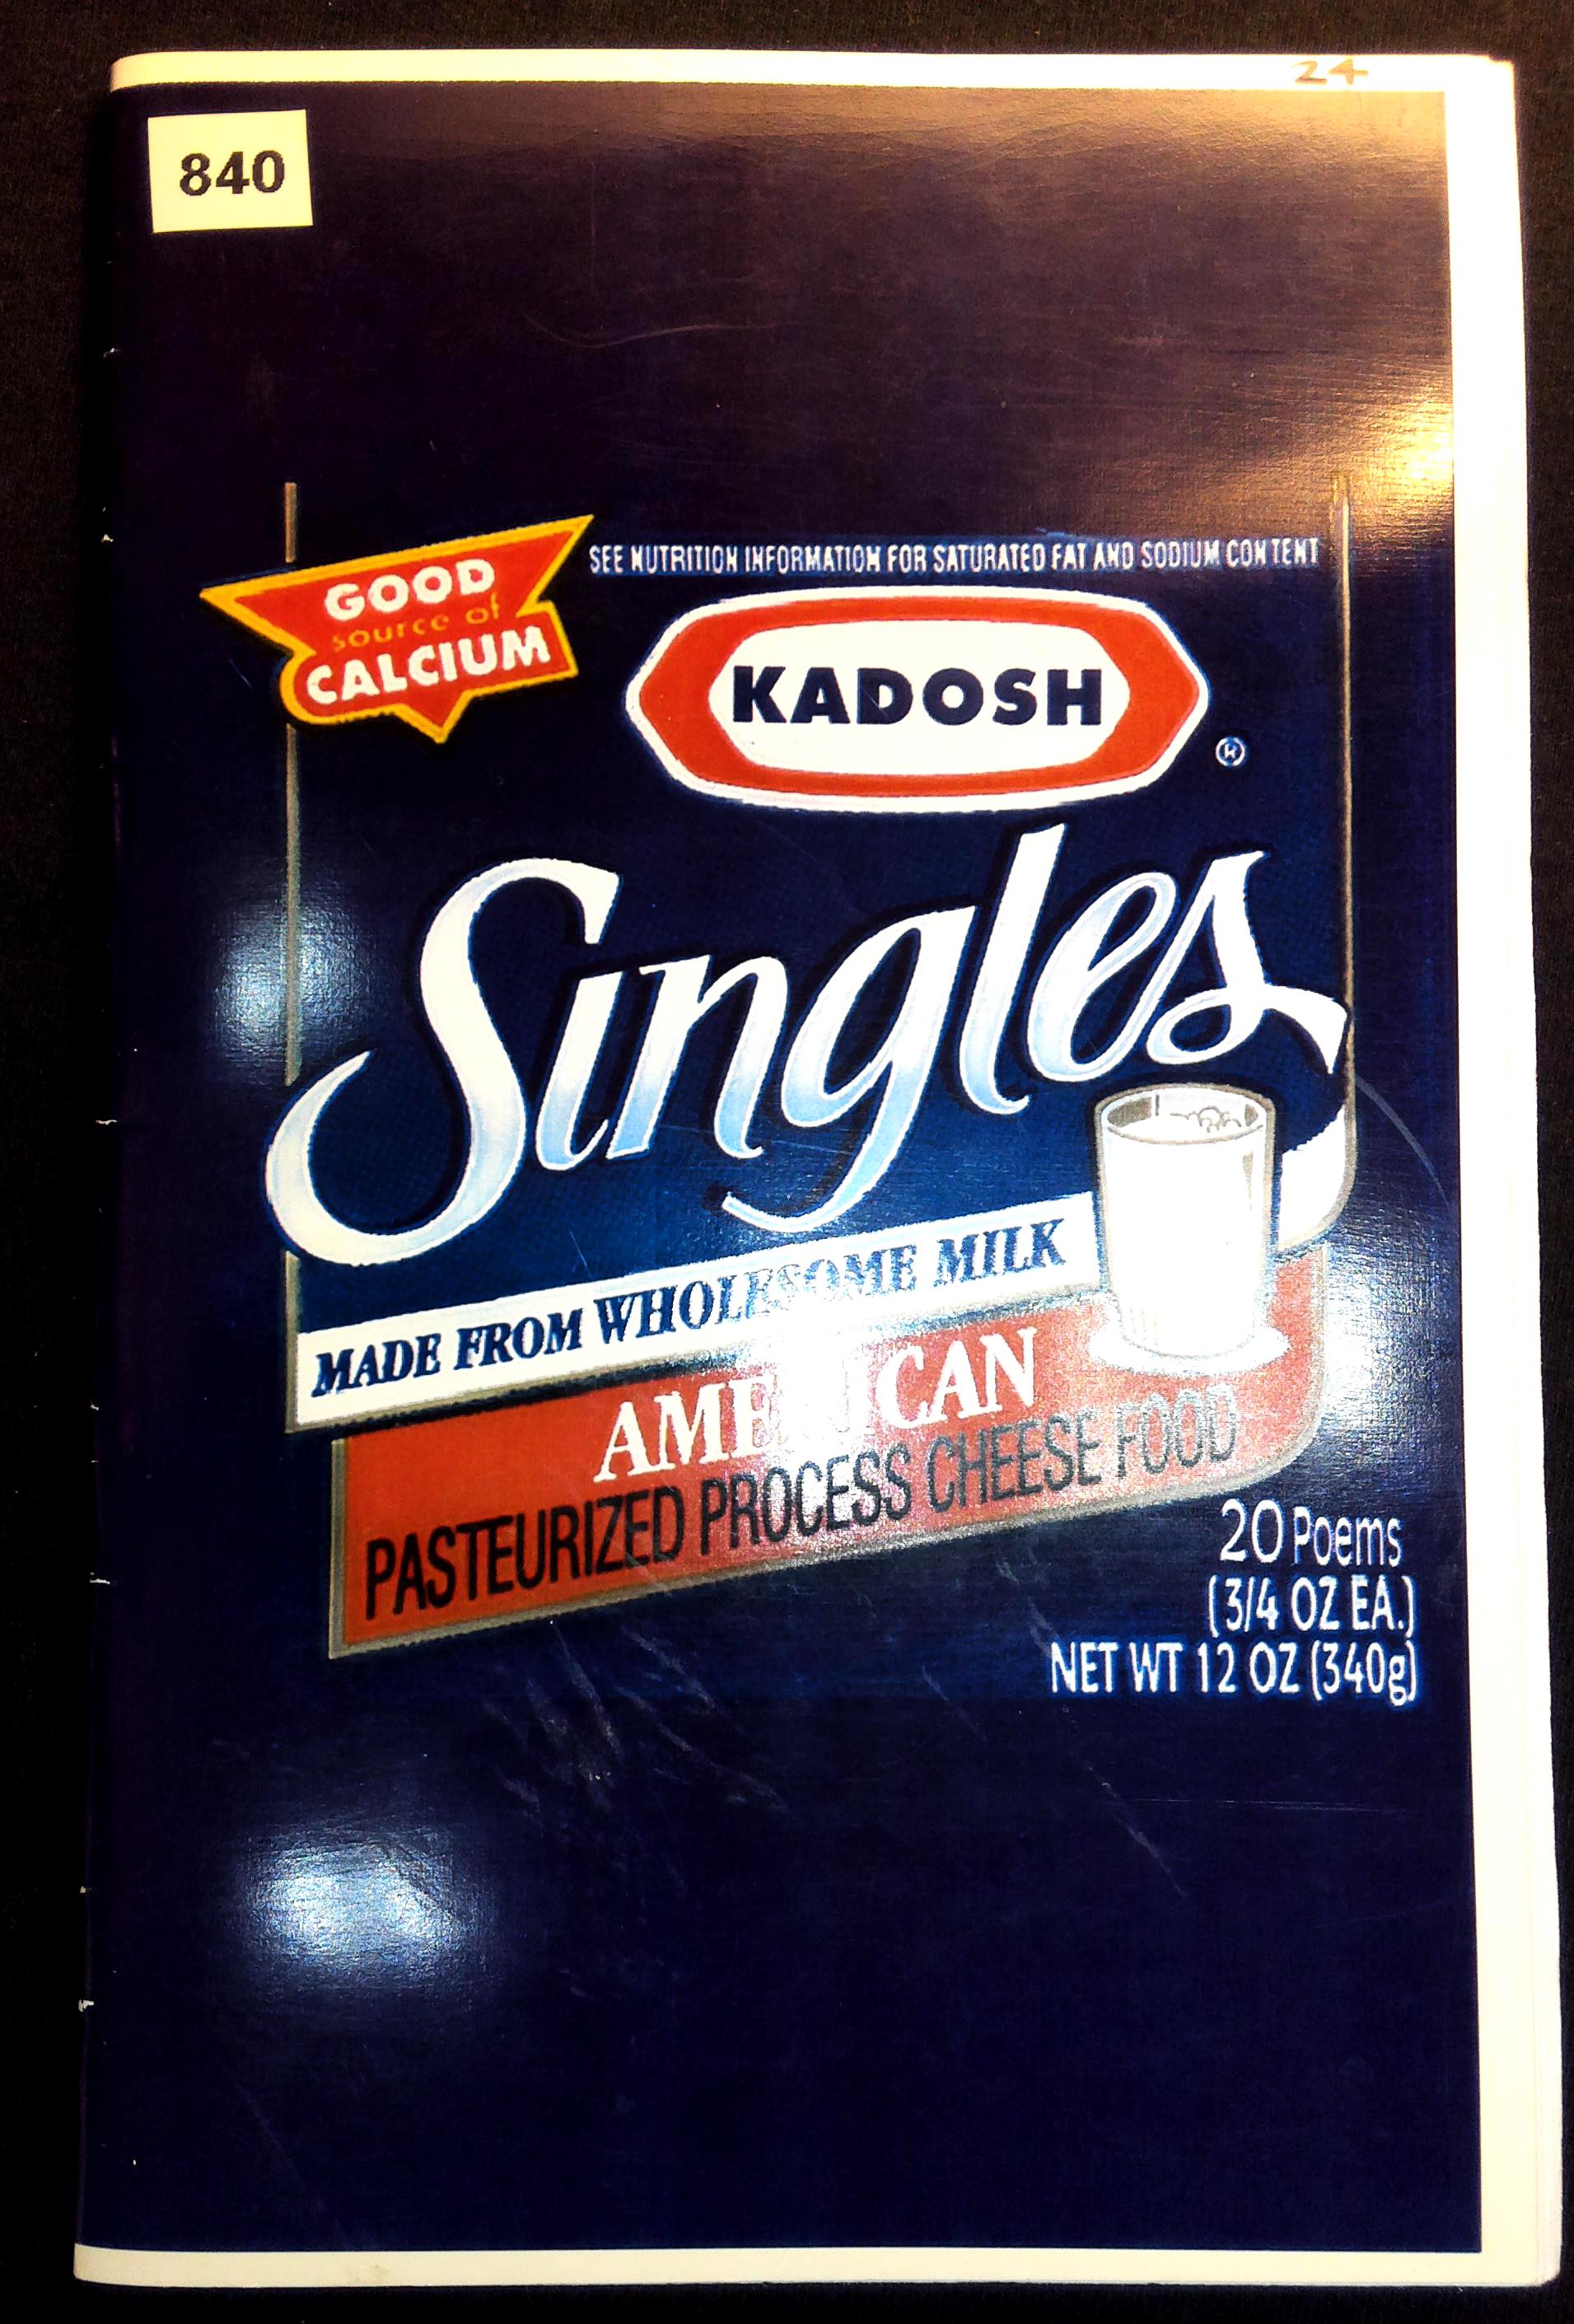 24
840
SEE NUTRITION INFORMATION FOR SATURATED FAT AND SODIUM CONTENT
GOOD
source of
CALCIUM
KADOSH
®
Singles
MADE FROM WHOLESOME MILK
AMERICAN
PASTEURIZED PROCESS CHEESE FOOD
20 Poems
(3/4 OZ EA.)
NET WT 12 OZ (340g)